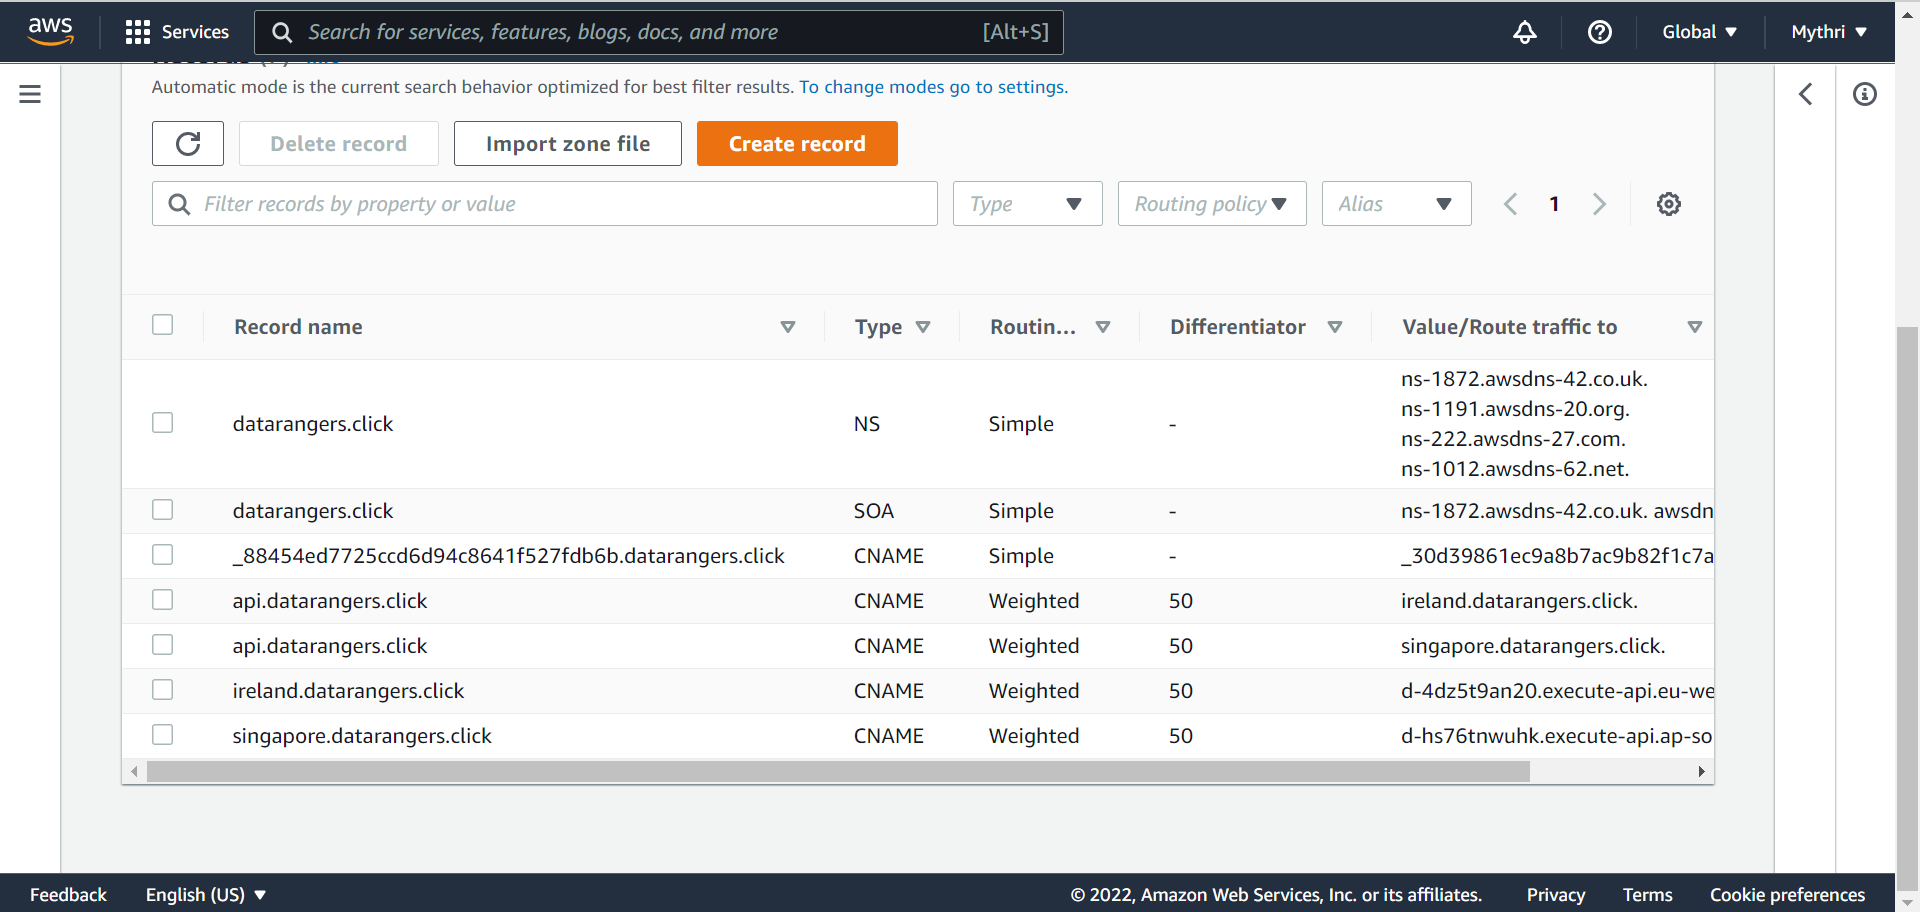 aws
Services
Search for services, features, blogs, docs, and more
[Alt+S]
Global
Mythri
Automatic mode is the current search behavior optimized for best filter results. To change modes go to settings.
Delete record
Import zone file
Create record
Filter records by property or value
Type
Routing policy
Alias
1
Record name Type Routin... Differentiator Value/Route traffic to
datarangers.click NS Simple - ns-1872.awsdns-42.co.uk.
ns-1191.awsdns-20.org.
ns-222.awsdns-27.com.
ns-1012.awsdns-62.net.
datarangers.click SOA Simple - ns-1872.awsdns-42.co.uk. awsdn
_88454ed7725ccd6d94c8641f527fdb6b.datarangers.click CNAME Simple - _30d39861ec9a8b7ac9b82f1c7a
api.datarangers.click CNAME Weighted 50 ireland.datarangers.click.
api.datarangers.click CNAME Weighted 50 singapore.datarangers.click.
ireland.datarangers.click CNAME Weighted 50 d-4dz5t9an20.execute-api.eu-we
singapore.datarangers.click CNAME Weighted 50 d-hs76tnwuhk.execute-api.ap-so
Feedback
English (US)
© 2022, Amazon Web Services, Inc. or its affiliates.
Privacy
Terms
Cookie preferences